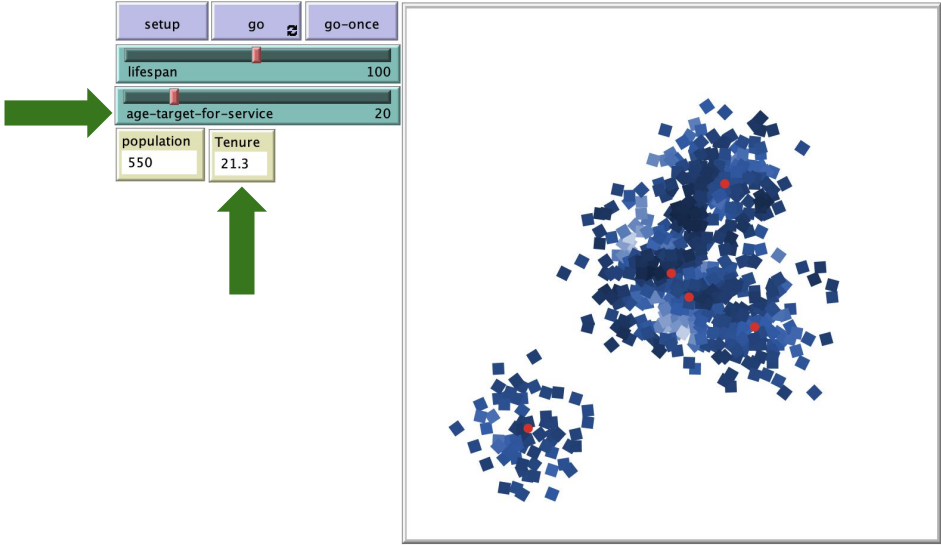 setup go go-once
lifespan 100
age-target-for-service 20
population Tenure
550 21.3